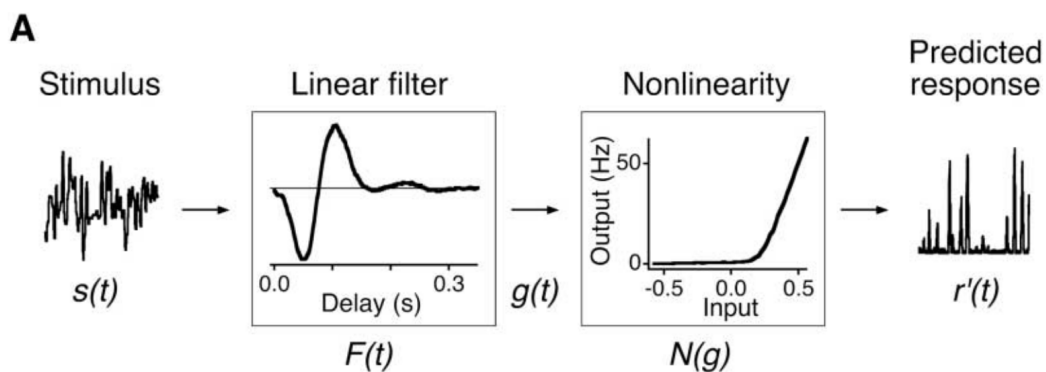 A
Stimulus
Linear filter
Nonlinearity
Predicted
response
Output (Hz)
50
0
0.0
0.3
Delay (s)
-0.5
0.0
0.5
Input
s(t)
g(t)
r'(t)
F(t)
N(g)